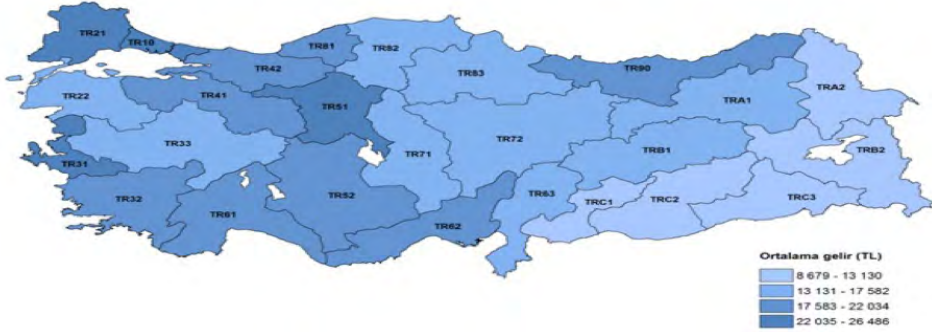 TR21
TR10
TR81
TR82
TR42
TR83
TR90
TRA2
TR22
TR41
TR51
TRA1
TR33
TR72
TR71
TRB1
TRB2
TR31
TR32
TR52
TR63
TRC1
TRC2
TRC3
TR61
TR62
Ortalama gelir (TL)
8 679 - 13 130
13 131 - 17 582
17 583 - 22 034
22 035 - 26 486